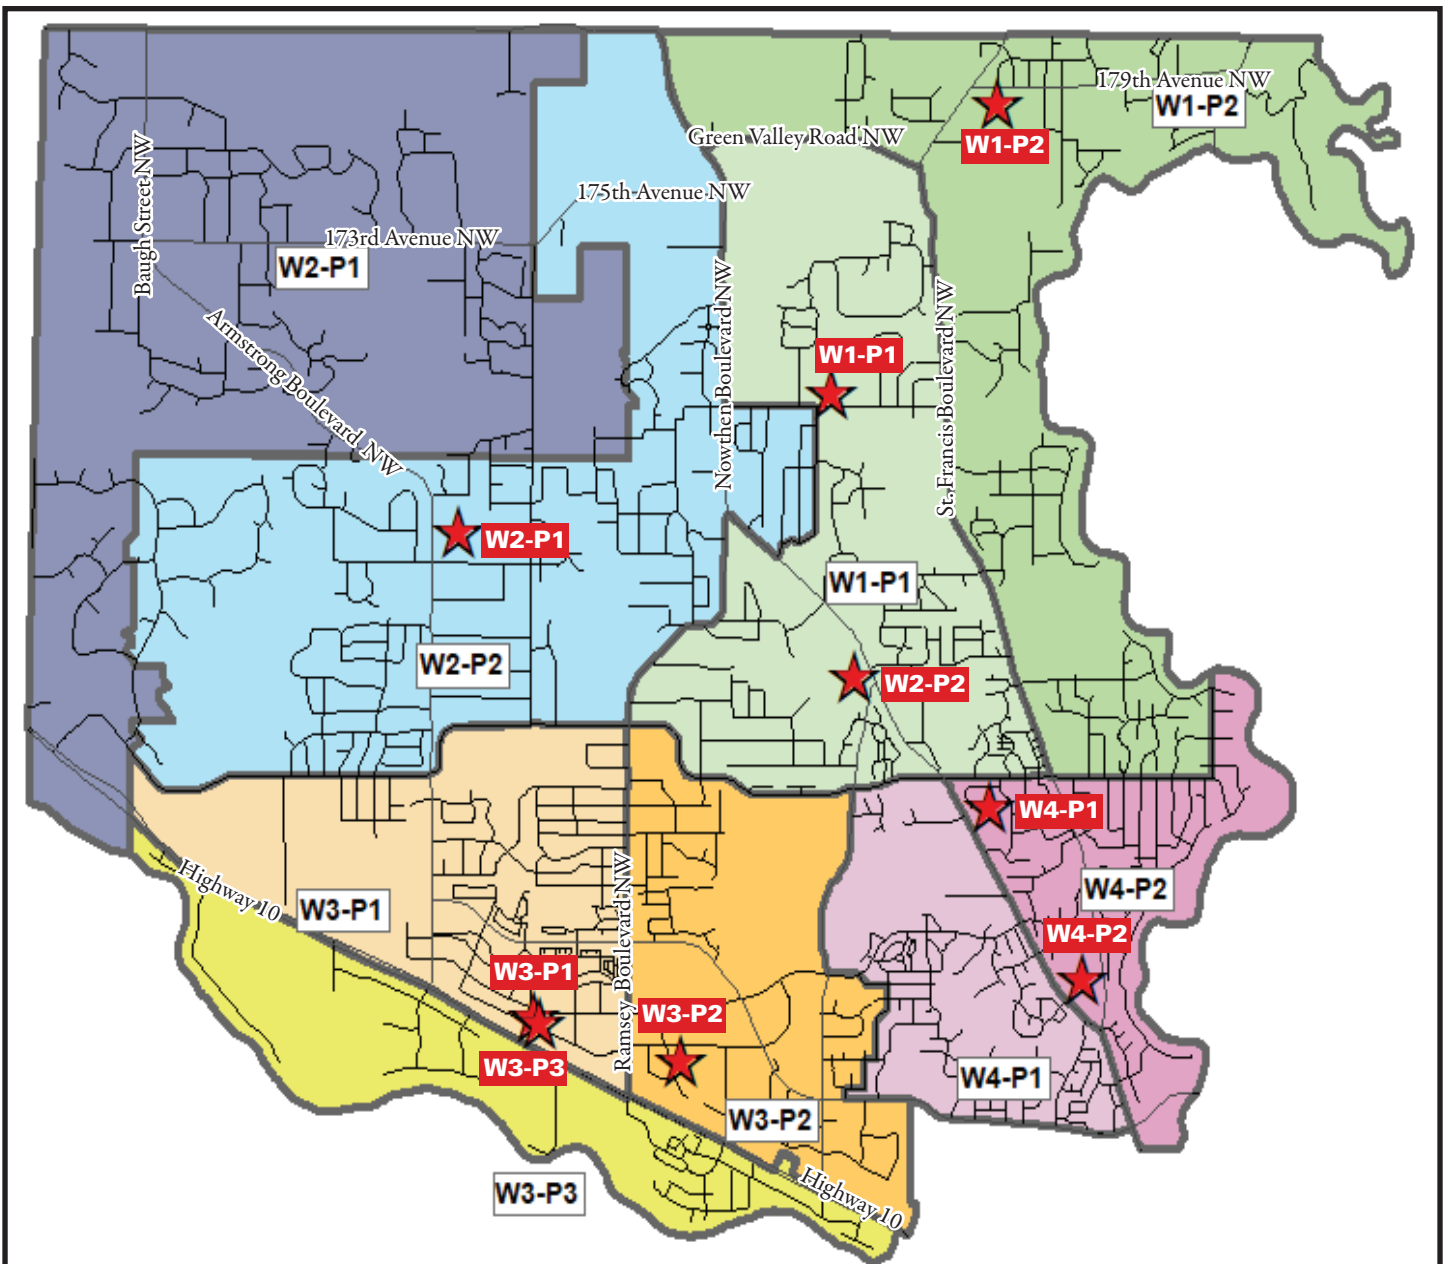 179th Avenue NW
W1-P2
Green Valley Road NW
W1-P2
175th Avenue NW
Baugh Street NW
173rd Avenue NW
W2-P1
Nowthen Boulevard NW
St. Francis Boulevard NW
Armstrong Boulevard NW
W1-P1
W2-P1
W1-P1
W2-P2
W2-P2
W4-P1
Highway 10
W3-P1
Ramsey Boulevard NW
W4-P2
W4-P2
W3-P1
W3-P2
W3-P3
W4-P1
W3-P2
W3-P3
Highway 10